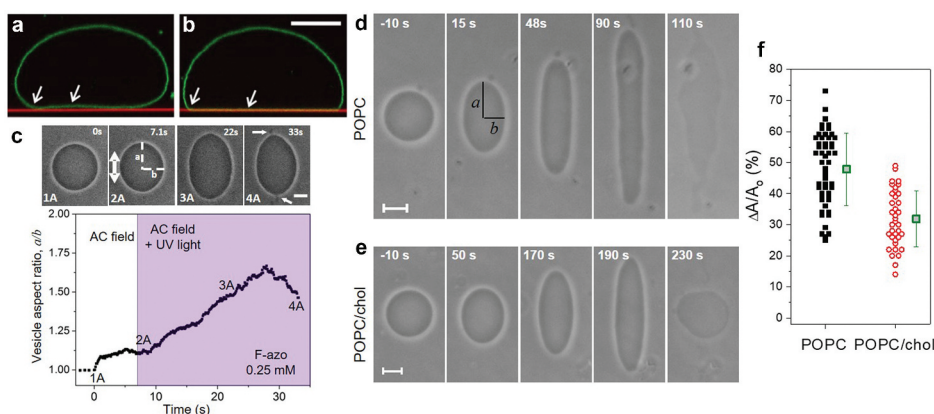 a
b
c
0s
7.1s
22s
33s
a
b
1A
2A
3A
4A
2.00
1.75
1.50
1.25
1.00
Vesicle aspect ratio, a/b
AC field
AC field
+ UV light
1A
2A
3A
4A
F-azo
0.25 mM
0
10
20
30
Time (s)
d
POPC
-10 s
15 s
48s
90 s
110 s
a
b
e
POPC/chol
-10 s
50 s
170 s
190 s
230 s
f
ΔA/A₀ (%)
80
70
60
50
40
30
20
10
0
POPC
POPC/chol